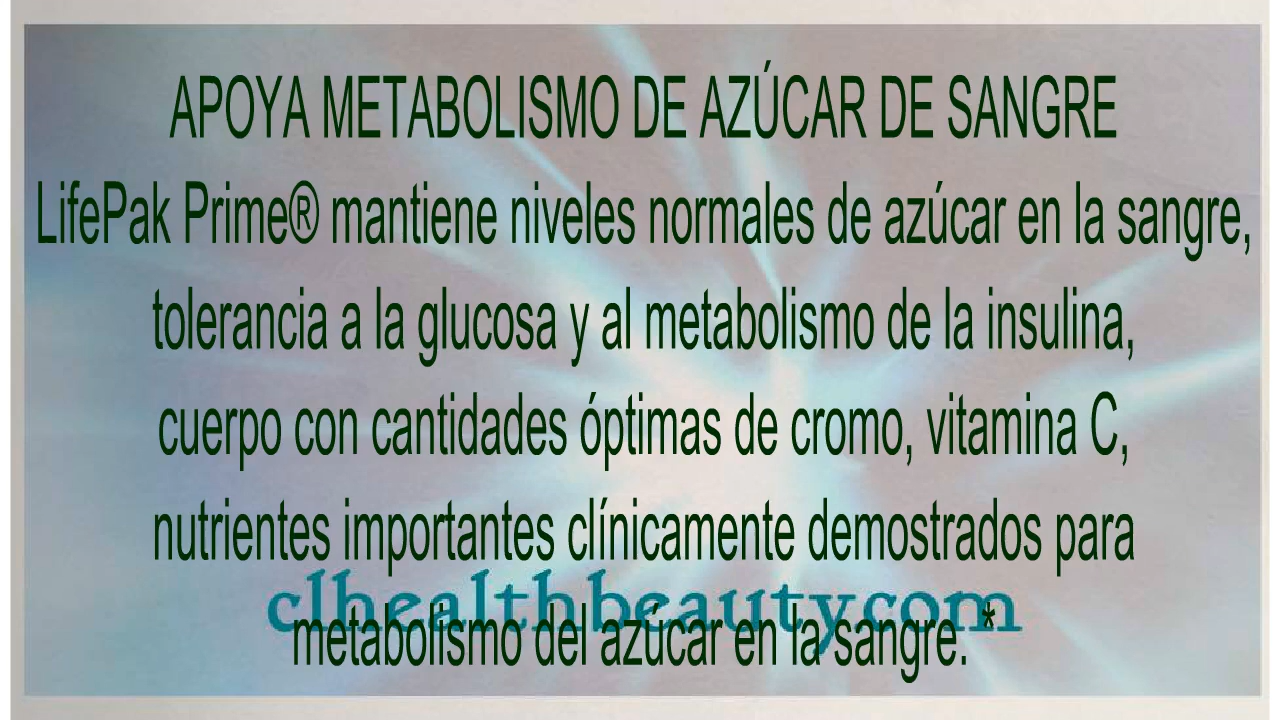 APOYA METABOLISMO DE AZÚCAR DE SANGRE
LifePak Prime® mantiene niveles normales de azúcar en la sangre,
tolerancia a la glucosa y al metabolismo de la insulina,
cuerpo con cantidades óptimas de cromo, vitamina C,
nutrientes importantes clínicamente demostrados para
clhealthbeauty.com
metabolismo del azúcar en la sangre. *